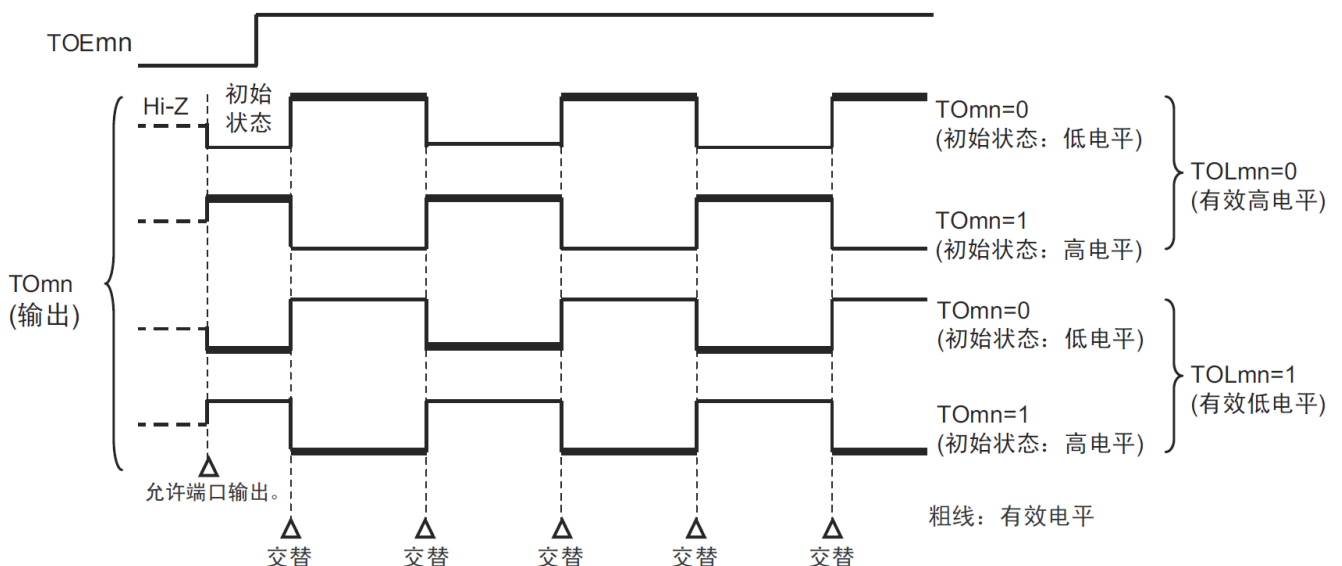 TOEmn
Hi-Z
初始
状态
TOmn=0
(初始状态：低电平)
TOLmn=0
(有效高电平)
TOmn=1
(初始状态：高电平)
TOmn
(输出)
TOmn=0
(初始状态：低电平)
TOLmn=1
(有效低电平)
TOmn=1
(初始状态：高电平)
允许端口输出。
粗线：有效电平
交替
交替
交替
交替
交替